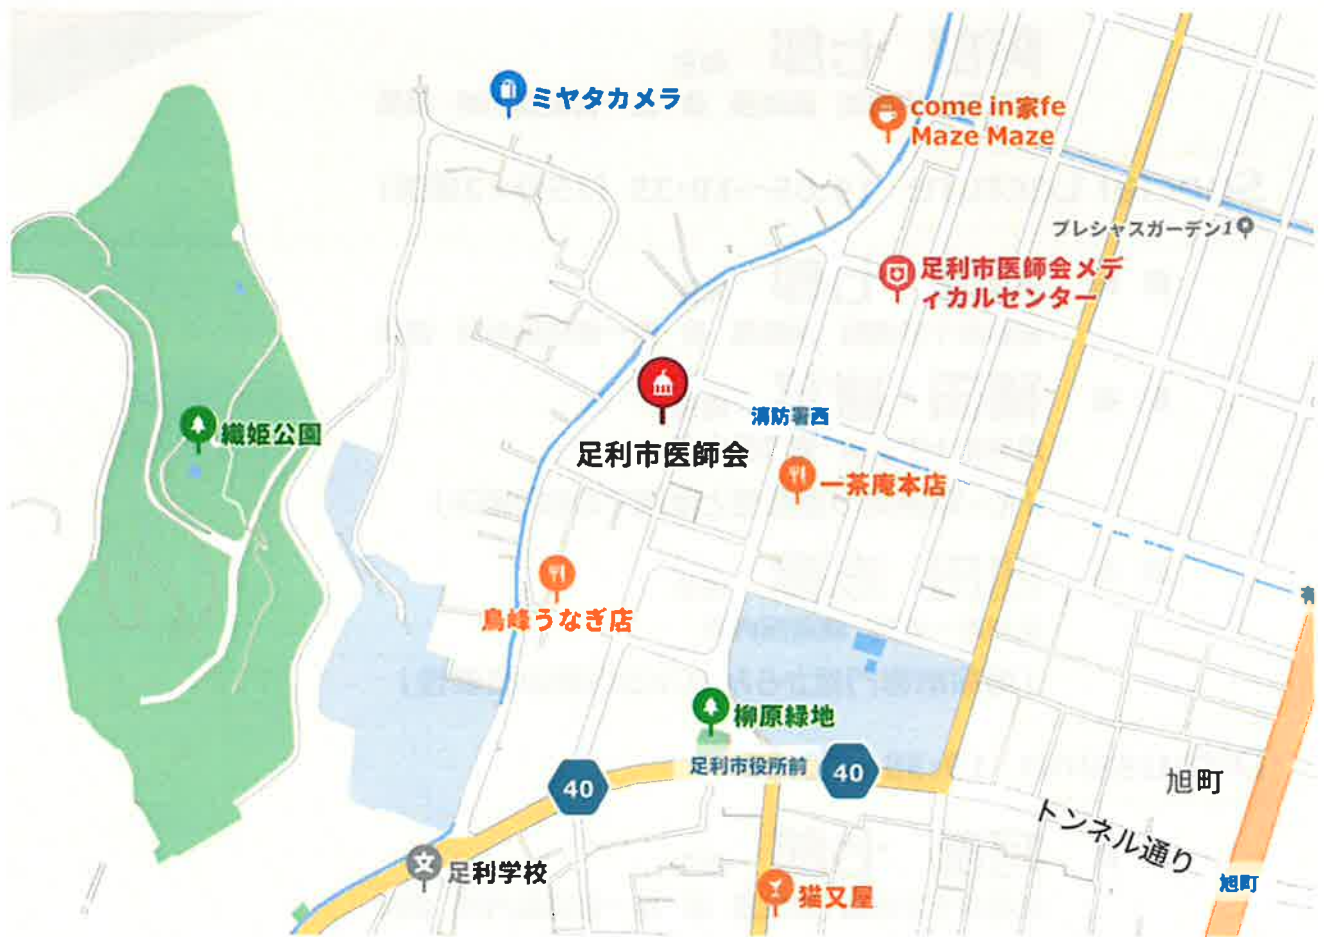 ミヤタカメラ
come in家fe
Maze Maze
プレシャスガーデン1
足利市医師会メデ
ィカルセンター
織姫公園
足利市医師会
消防署西
一茶庵本店
鳥峰うなぎ店
柳原緑地
足利市役所前
40
40
旭町
トンネル通り
足利学校
猫又屋
旭町